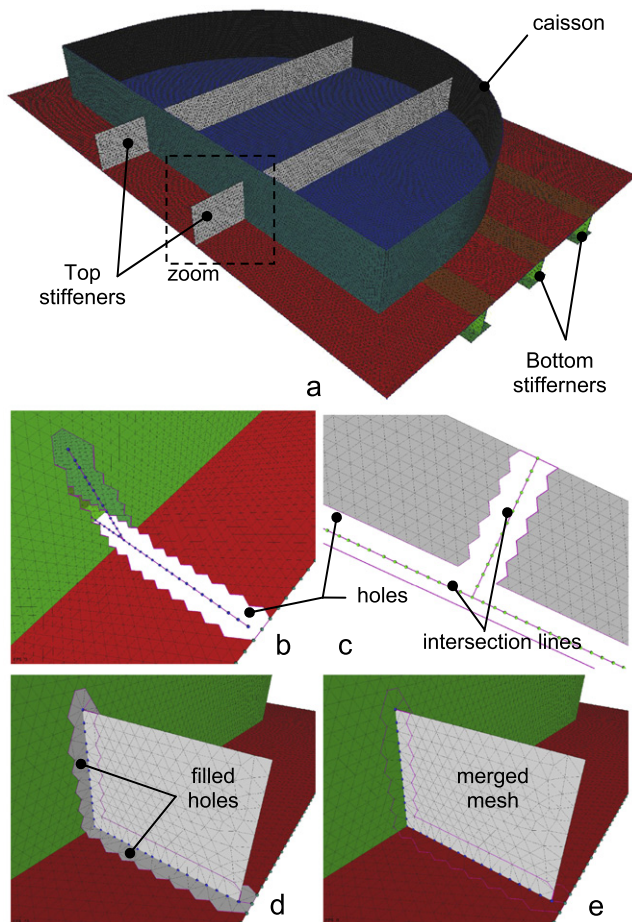 caisson
Top
stiffeners
zoom
Bottom
stifferners
a
holes
b
c
intersection lines
filled
holes
merged
mesh
d
e